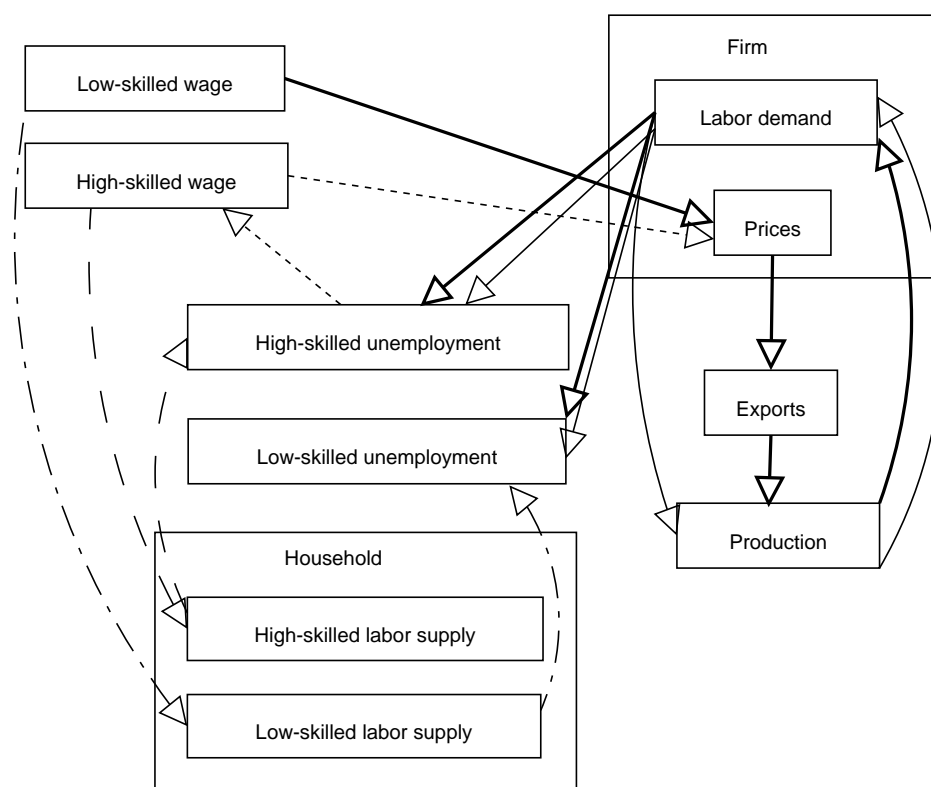 Firm
Low-skilled wage
Labor demand
High-skilled wage
Prices
High-skilled unemployment
Exports
Low-skilled unemployment
Production
Household
High-skilled labor supply
Low-skilled labor supply